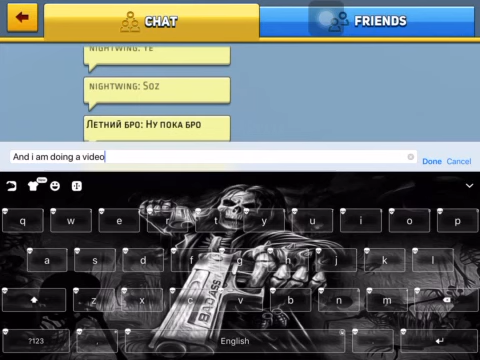 CHAT
FRIENDS
NIGHTWING: YE
NIGHTWING: SOZ
ЛЕТНИЙ БРО: НУ ПОКА БРО
And i am doing a video
Done Cancel
q w e r t y u i o p
a s d f g h j k l
z x c v b n m
?123 , English .
BADASS